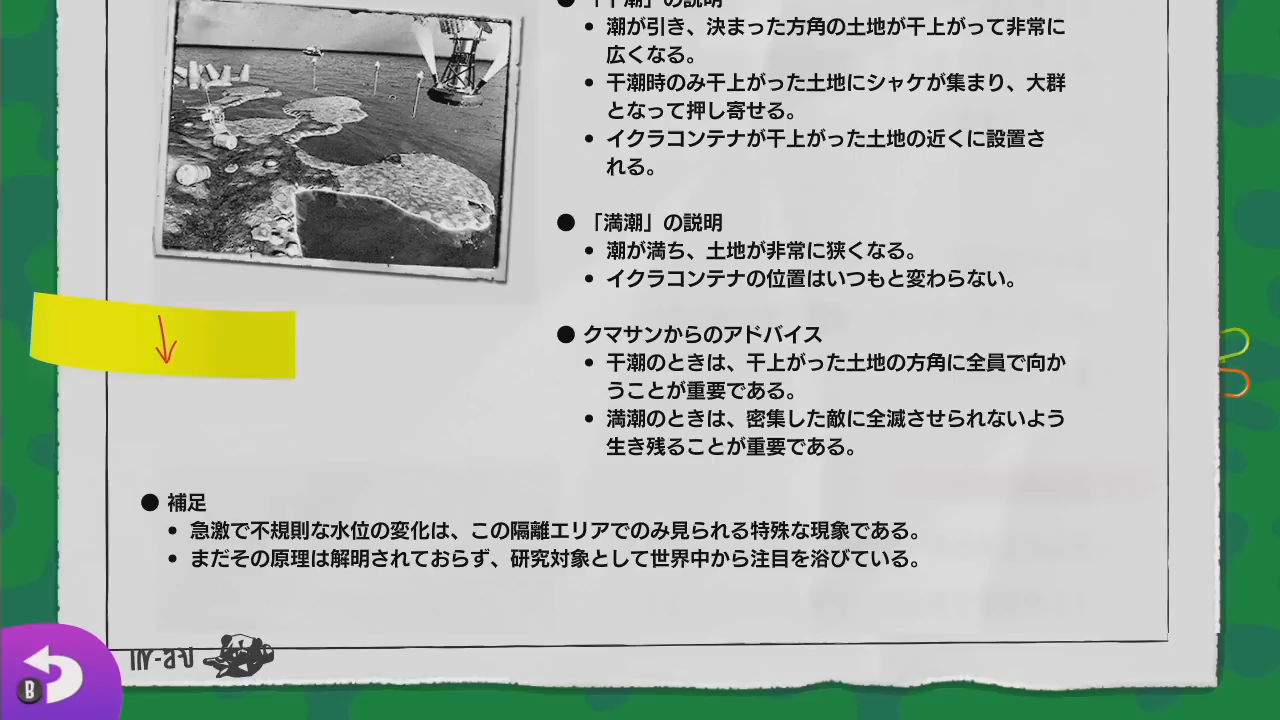 ● 「干潮」の説明
• 潮が引き、決まった方角の土地が干上がって非常に
広くなる。
• 干潮時のみ干上がった土地にシャケが集まり、大群
となって押し寄せる。
• イクラコンテナが干上がった土地の近くに設置さ
れる。
● 「満潮」の説明
• 潮が満ち、土地が非常に狭くなる。
• イクラコンテナの位置はいつもと変わらない。
● クマサンからのアドバイス
• 干潮のときは、干上がった土地の方角に全員で向か
うことが重要である。
• 満潮のときは、密集した敵に全滅させられないよう
生き残ることが重要である。
● 補足
• 急激で不規則な水位の変化は、この隔離エリアでのみ見られる特殊な現象である。
• まだその原理は解明されておらず、研究対象として世界中から注目を浴びている。
B